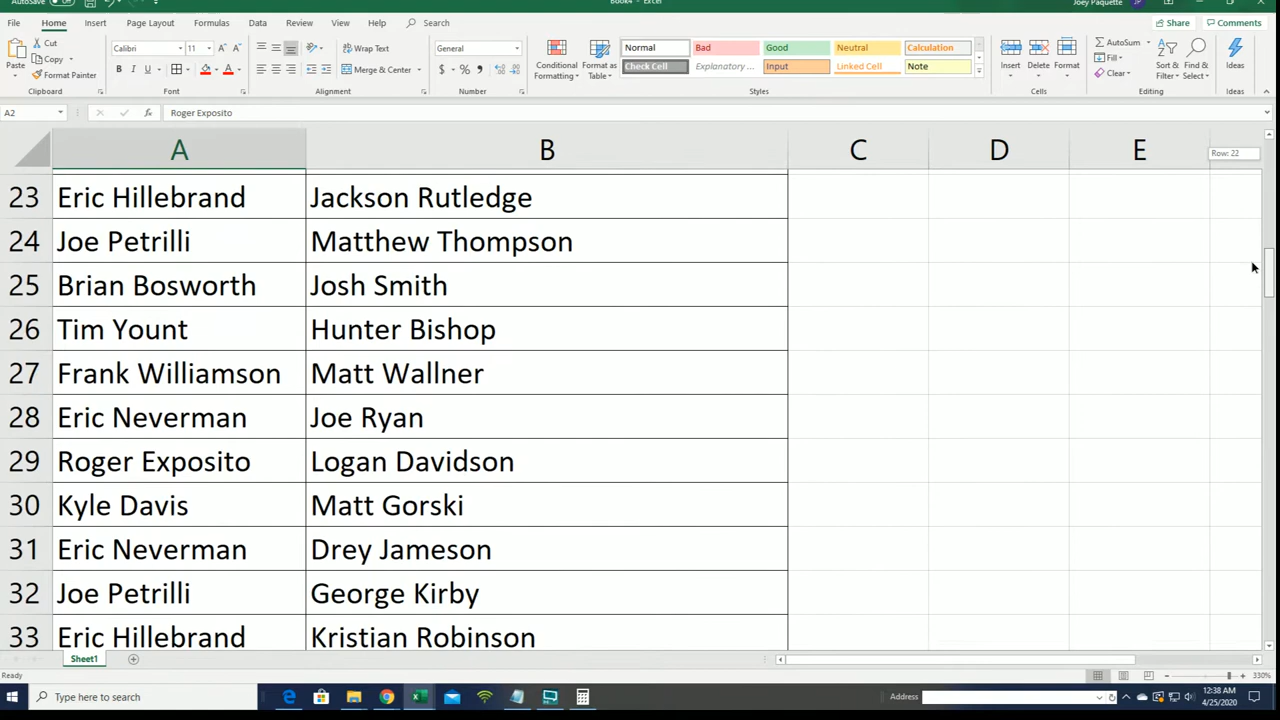 AutoSave Off Book4 - Excel Joey Paquette JP
File Home Insert Page Layout Formulas Data Review View Help Search Share Comments
Paste Cut Copy Format Painter Clipboard
Calibri 11 A A B I U A Font
Wrap Text Merge & Center Alignment
General $ % , Number
Conditional Formatting Format as Table
Normal Bad Good Neutral Calculation
Check Cell Explanatory ... Input Linked Cell Note
Styles
Insert Delete Format Cells
AutoSum Fill Clear Sort & Filter Find & Select Editing
Ideas Ideas
A2 fx Roger Exposito
A B C D E
Row: 22
23 Eric Hillebrand Jackson Rutledge
24 Joe Petrilli Matthew Thompson
25 Brian Bosworth Josh Smith
26 Tim Yount Hunter Bishop
27 Frank Williamson Matt Wallner
28 Eric Neverman Joe Ryan
29 Roger Exposito Logan Davidson
30 Kyle Davis Matt Gorski
31 Eric Neverman Drey Jameson
32 Joe Petrilli George Kirby
33 Eric Hillebrand Kristian Robinson
Sheet1
Ready 330%
Type here to search Address 12:38 AM
4/25/2020